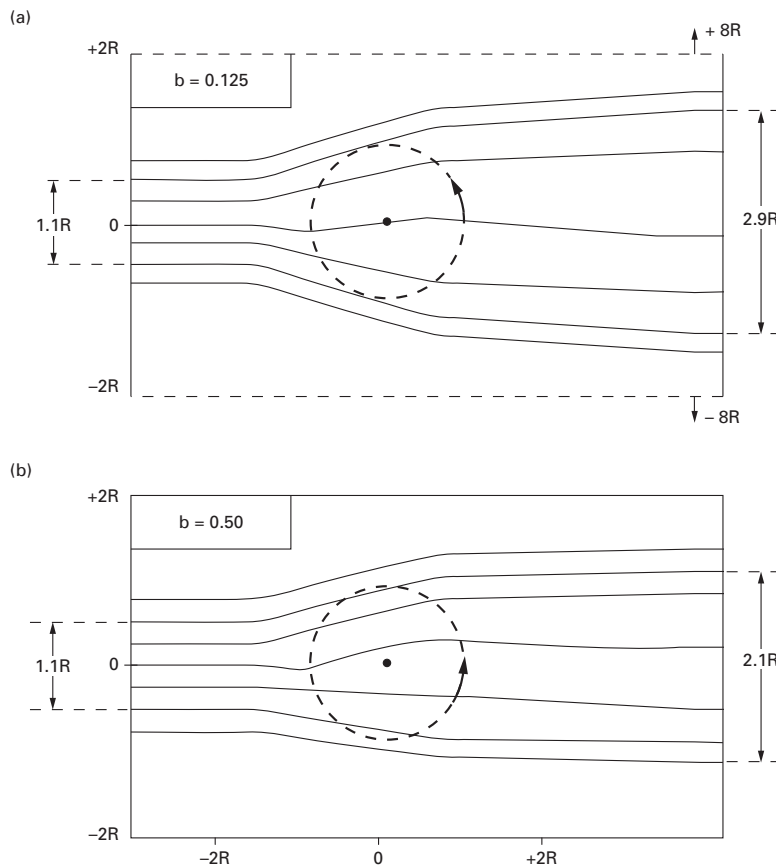 (a)
+ 8R
+2R
b = 0.125
1.1R
0
2.9R
−2R
− 8R
(b)
+2R
b = 0.50
1.1R
0
2.1R
−2R
−2R
0
+2R